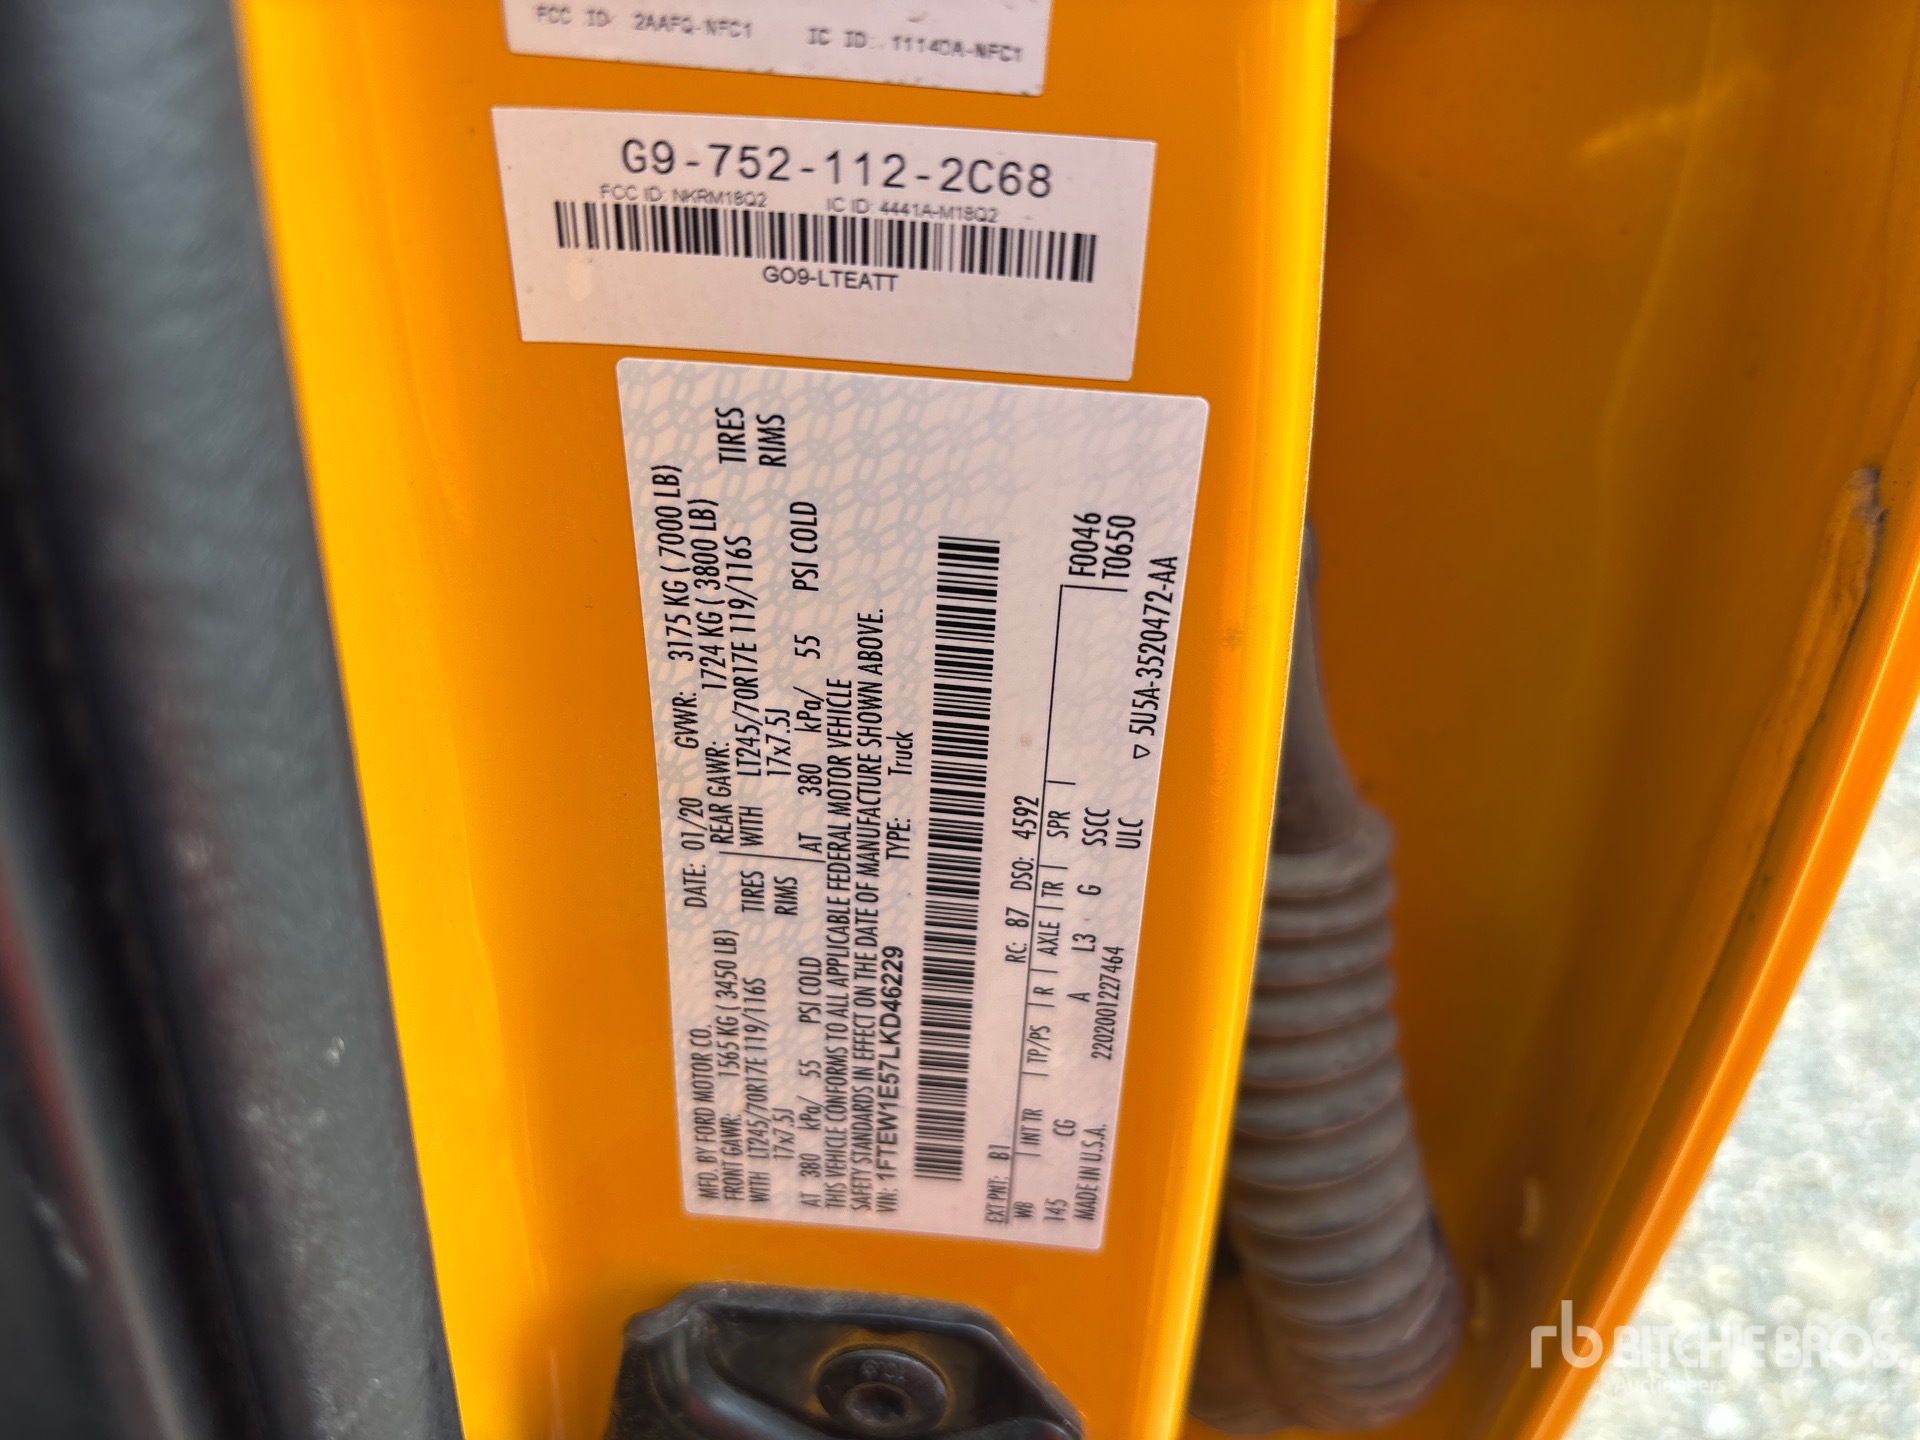 FCC ID: 2AAFQ-NFC1 IC ID: 11140A-NFC1
G9-752-112-2C68
FCC ID: NKRM18Q2 IC ID: 4441A-M18Q2
GO9-LTEATT
MFD. BY FORD MOTOR CO.
DATE: 01/20 GVWR: 3175 KG ( 7000 LB)
FRONT GAWR: 1565 KG ( 3450 LB) REAR GAWR: 1724 KG ( 3800 LB)
WITH LT245/70R17E 119/116S TIRES WITH LT245/70R17E 119/116S TIRES
17x7.5J RIMS 17x7.5J RIMS
AT 380 kPa/ 55 PSI COLD AT 380 kPa/ 55 PSI COLD
THIS VEHICLE CONFORMS TO ALL APPLICABLE FEDERAL MOTOR VEHICLE
SAFETY STANDARDS IN EFFECT ON THE DATE OF MANUFACTURE SHOWN ABOVE.
VIN: 1FTEW1E57LKD46229 TYPE: Truck
EXT PNT: B1 RC: 87 DSO: 4592
WB INT TR TP/PS R AXLE TR SPR F0046
145 CG A L3 G SSCC T0650
MADE IN U.S.A. 2202001227464 ULC ▽ 5U5A-3520472-AA
rb RITCHIE BROS.
Auctioneers